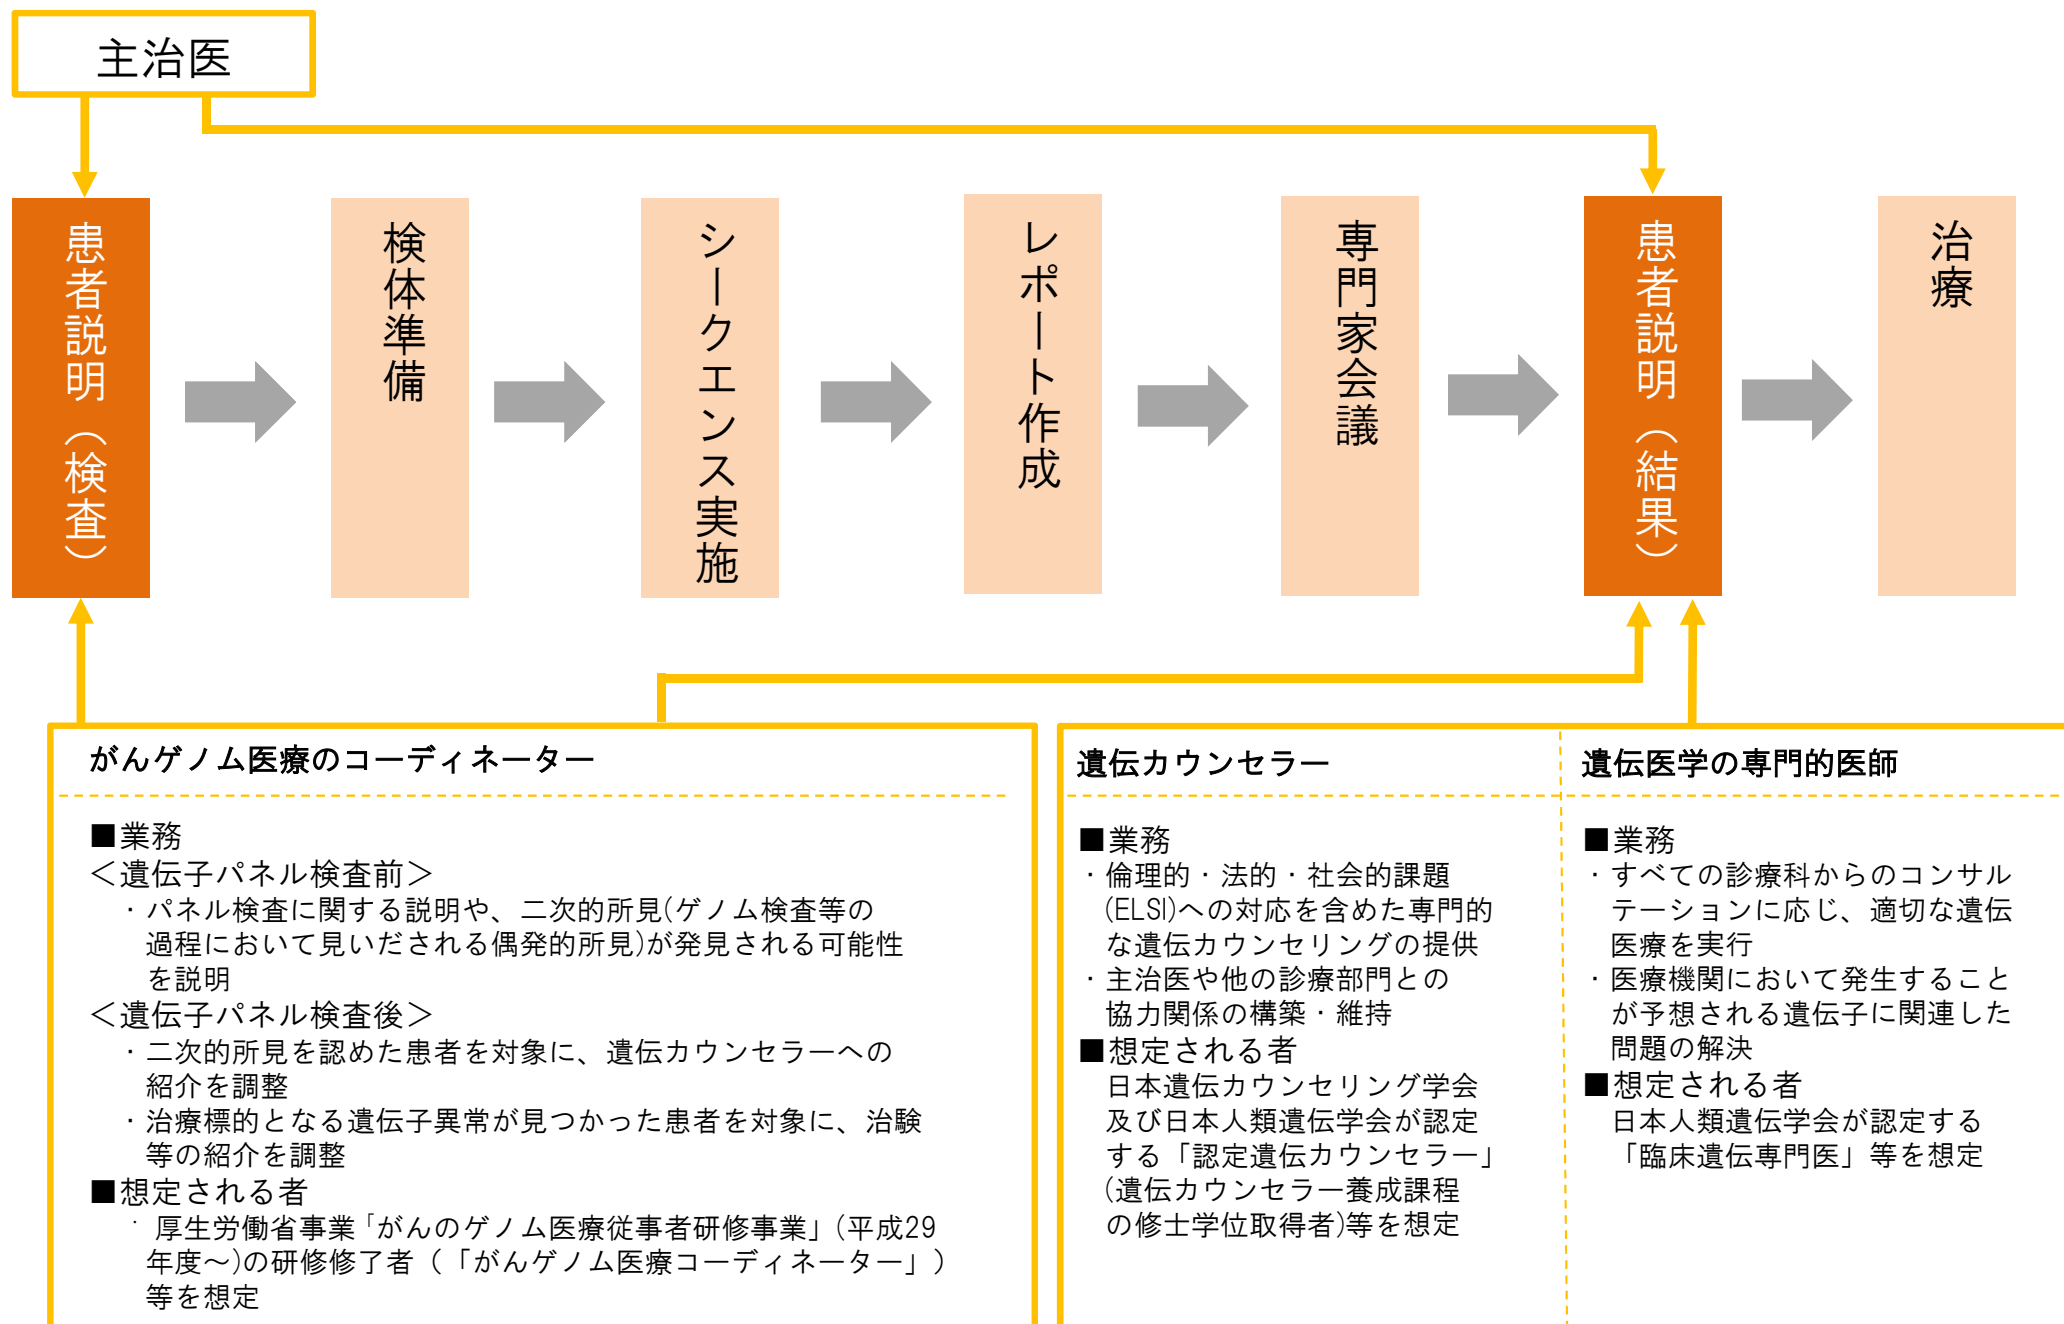 主治医
患者説明（検査）
検体準備
シークエンス実施
レポート作成
専門家会議
患者説明（結果）
治療
がんゲノム医療のコーディネーター
■業務
＜遺伝子パネル検査前＞
・パネル検査に関する説明や、二次的所見(ゲノム検査等の
過程において見いだされる偶発的所見)が発見される可能性
を説明
＜遺伝子パネル検査後＞
・二次的所見を認めた患者を対象に、遺伝カウンセラーへの
紹介を調整
・治療標的となる遺伝子異常が見つかった患者を対象に、治験
等の紹介を調整
■想定される者
・厚生労働省事業「がんのゲノム医療従事者研修事業」(平成29
年度～)の研修修了者（「がんゲノム医療コーディネーター」）
等を想定
遺伝カウンセラー
■業務
・倫理的・法的・社会的課題
(ELSI)への対応を含めた専門的
な遺伝カウンセリングの提供
・主治医や他の診療部門との
協力関係の構築・維持
■想定される者
日本遺伝カウンセリング学会
及び日本人類遺伝学会が認定
する「認定遺伝カウンセラー」
(遺伝カウンセラー養成課程
の修士学位取得者)等を想定
遺伝医学の専門的医師
■業務
・すべての診療科からのコンサル
テーションに応じ、適切な遺伝
医療を実行
・医療機関において発生すること
が予想される遺伝子に関連した
問題の解決
■想定される者
日本人類遺伝学会が認定する
「臨床遺伝専門医」等を想定